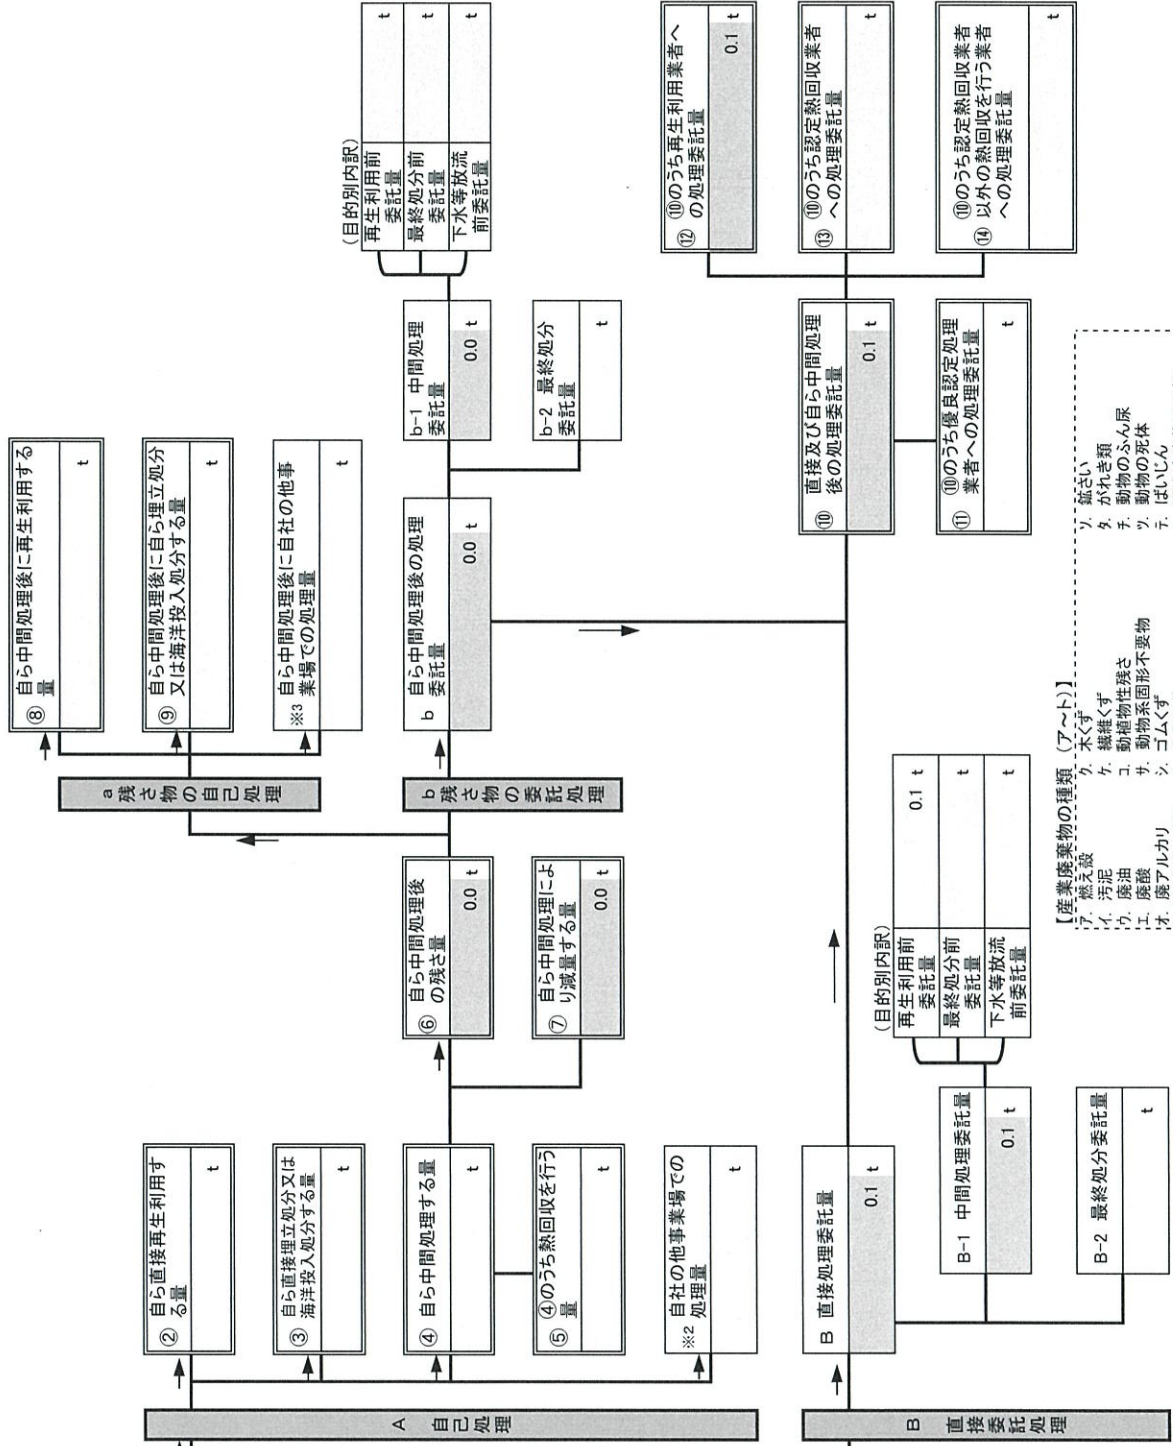 A 自己処理
② 自ら直接再生利用す
る量
t
③ 自ら直接埋立処分又は
海洋投入処分する量
t
④ 自ら中間処理する量
t
⑤ ④のうち熱回収を行う
量
t
※2 自社の他事業場での
処理量
t
⑥ 自ら中間処理後
の残さ量
0.0 t
⑦ 自ら中間処理によ
り減量する量
0.0 t
a 残さ物の自己処理
⑧ 自ら中間処理後に再生利用する
量
t
⑨ 自ら中間処理後に自ら埋立処分
又は海洋投入処分する量
t
※3 自ら中間処理後に自社の他事
業場での処理量
t
b 残さ物の委託処理
b 自ら中間処理後の処理
委託量
0.0 t
b-1 中間処理
委託量
0.0 t
b-2 最終処分
委託量
t
(目的別内訳)
再生利用前
委託量
t
最終処分前
委託量
t
下水等放流
前委託量
t
B 直接委託処理
B 直接処理委託量
0.1 t
B-1 中間処理委託量
0.1 t
B-2 最終処分委託量
t
(目的別内訳)
再生利用前
委託量
0.1 t
最終処分前
委託量
t
下水等放流
前委託量
t
⑩ 直接及び自ら中間処理
後の処理委託量
0.1 t
⑪ ⑩のうち優良認定処理
業者への処理委託量
t
⑫ ⑩のうち再生利用業者へ
の処理委託量
0.1 t
⑬ ⑩のうち認定熱回収業者
への処理委託量
t
⑭ ⑩のうち認定熱回収業者
以外の熱回収を行う業者
への処理委託量
t
【産業廃棄物の種類 (ア~ト)】
ア. 燃え殻
イ. 汚泥
ウ. 廃油
エ. 廃酸
オ. 廃アルカリ
ク. 木くず
ケ. 繊維くず
コ. 動植物性残さ
サ. 動物系固形不要物
シ. ゴムくず
ソ. 鉱さい
タ. がれき類
チ. 動物のふん尿
ツ. 動物の死体
テ. ばいじん